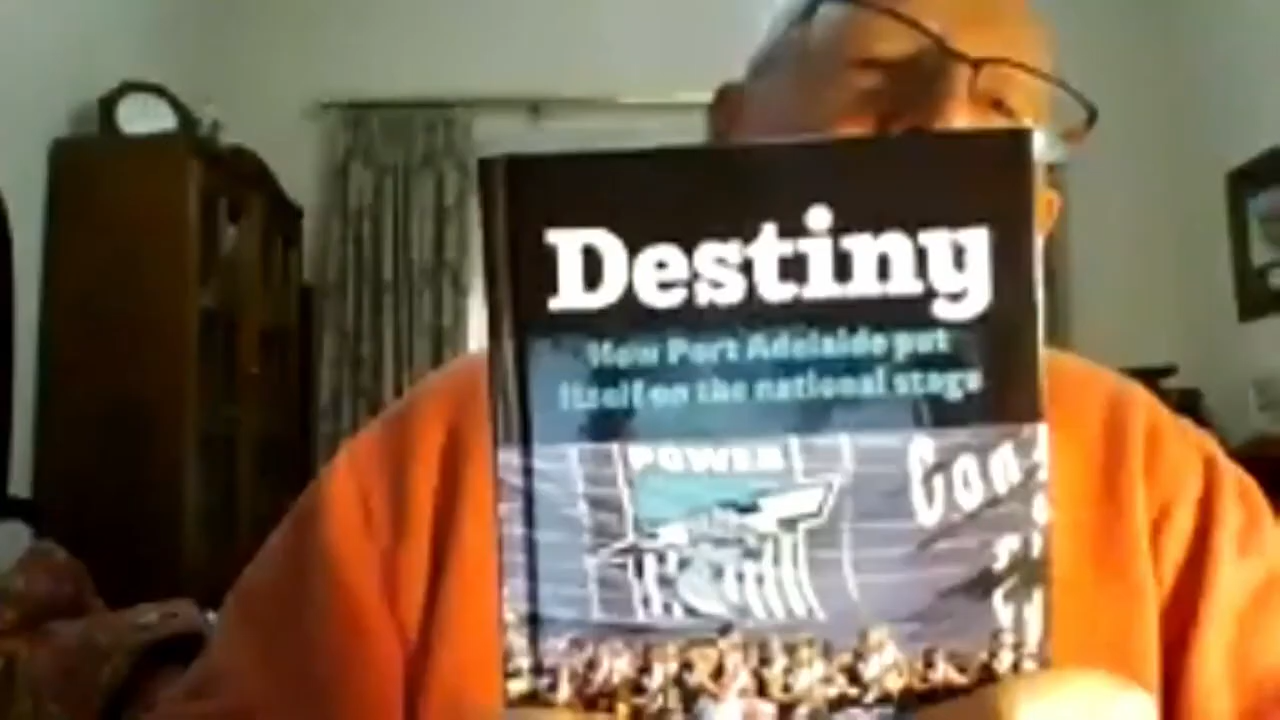 Destiny
How Port Adelaide put
itself on the national stage
POWER